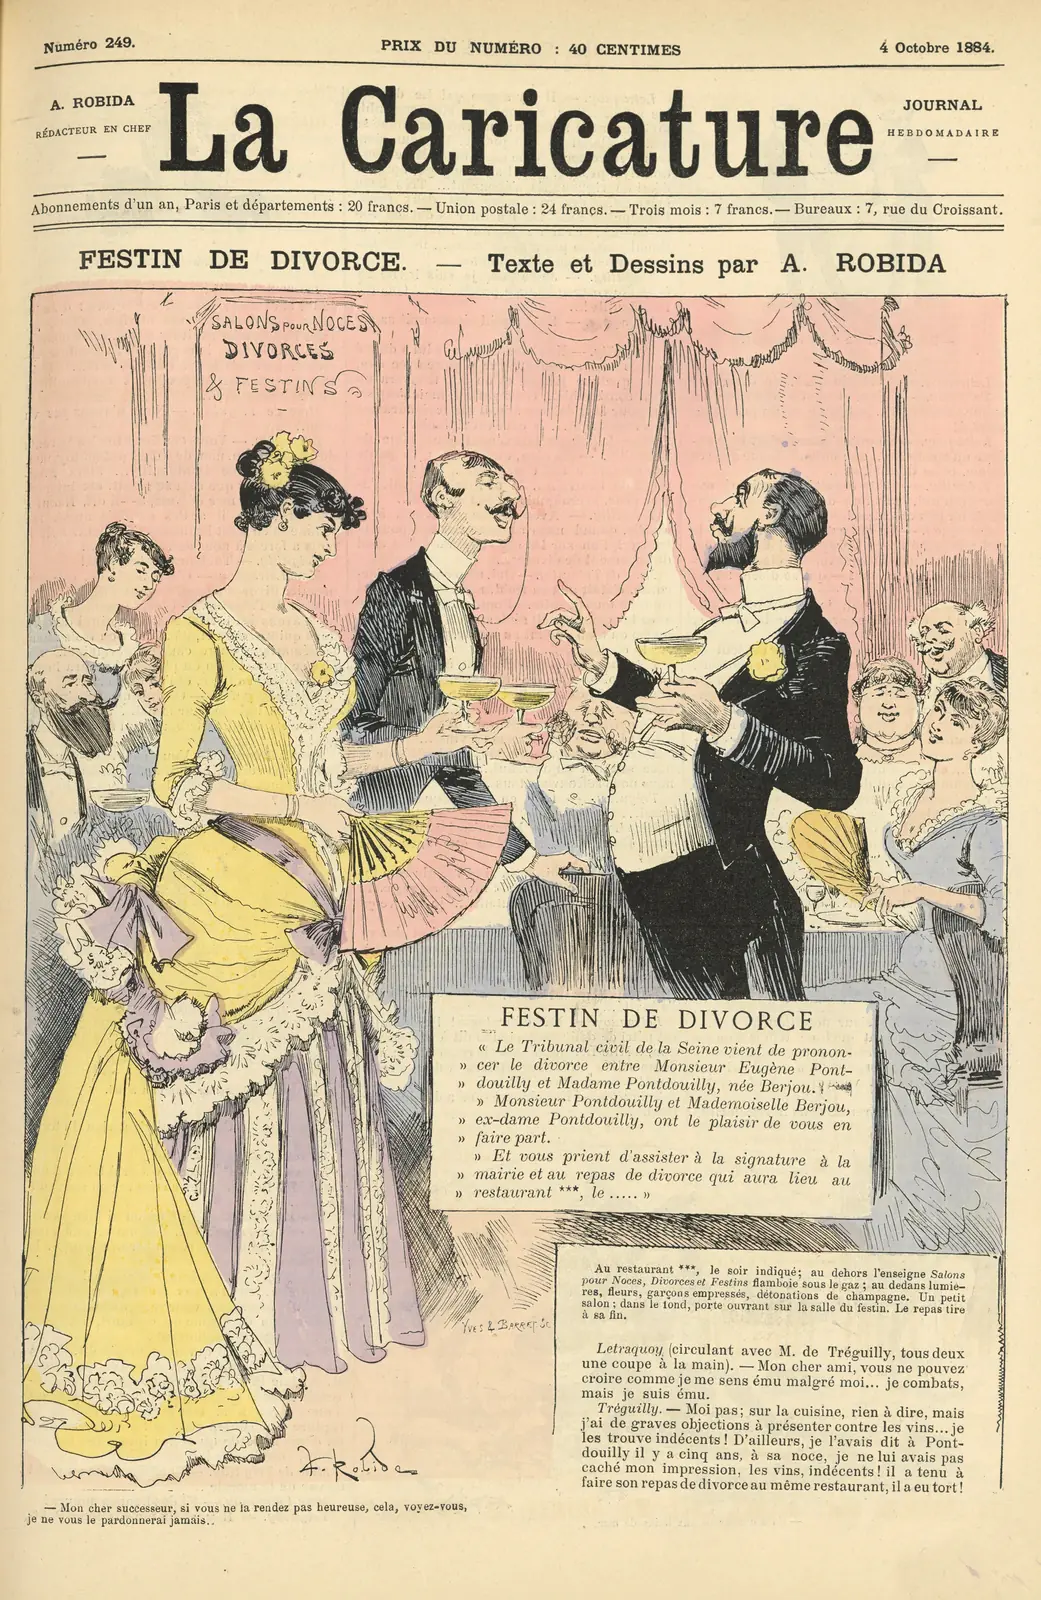 Numéro 249.
PRIX DU NUMÉRO : 40 CENTIMES
4 Octobre 1884.
A. ROBIDA
RÉDACTEUR EN CHEF
—
La Caricature
JOURNAL
HEBDOMADAIRE
—
Abonnements d'un an, Paris et départements : 20 francs. — Union postale : 24 francs. — Trois mois : 7 francs. — Bureaux : 7, rue du Croissant.
FESTIN DE DIVORCE. — Texte et Dessins par A. ROBIDA
SALONS pour NOCES
DIVORCES
& FESTINS
FESTIN DE DIVORCE
« Le Tribunal civil de la Seine vient de pronon-
» cer le divorce entre Monsieur Eugène Pont-
» douilly et Madame Pontdouilly, née Berjou.
» Monsieur Pontdouilly et Mademoiselle Berjou,
» ex-dame Pontdouilly, ont le plaisir de vous en
» faire part.
» Et vous prient d'assister à la signature à la
» mairie et au repas de divorce qui aura lieu au
» restaurant ***, le ..... »
Au restaurant ***, le soir indiqué; au dehors l'enseigne Salons
pour Noces, Divorces et Festins flamboie sous le gaz ; au dedans lumiè-
res, fleurs, garçons empressés, détonations de champagne. Un petit
salon ; dans le fond, porte ouvrant sur la salle du festin. Le repas tire
à sa fin.
Letraquoy, (circulant avec M. de Tréguilly, tous deux
une coupe à la main). — Mon cher ami, vous ne pouvez
croire comme je me sens ému malgré moi... je combats,
mais je suis ému.
Tréguilly. — Moi pas; sur la cuisine, rien à dire, mais
j'ai de graves objections à présenter contre les vins... je
les trouve indécents ! D'ailleurs, je l'avais dit à Pont-
douilly il y a cinq ans, à sa noce, je ne lui avais pas
caché mon impression, les vins, indécents ! il a tenu à
faire son repas de divorce au même restaurant, il a eu tort !
YVES & BARRET SC
A. Robida
— Mon cher successeur, si vous ne la rendez pas heureuse, cela, voyez-vous,
je ne vous le pardonnerai jamais..